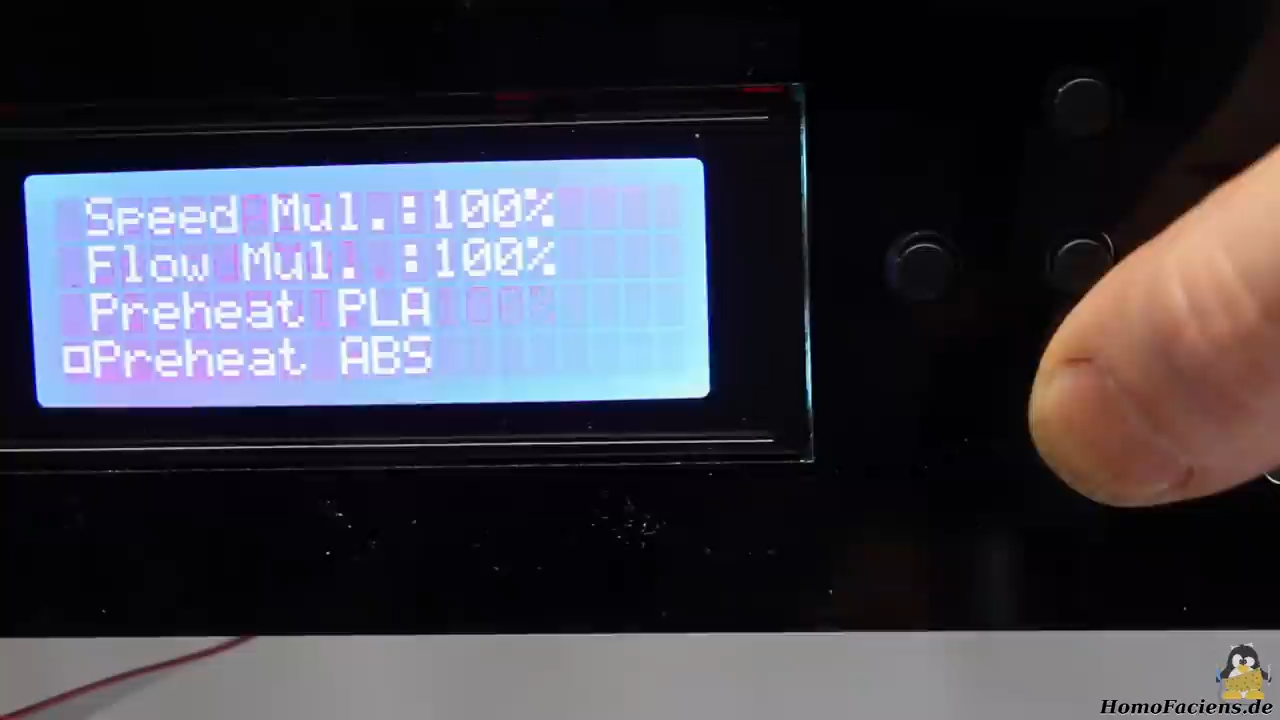 Speed Mul.:100%
Flow Mul. :100%
Preheat PLA
Preheat ABS
HomoFaciens.de